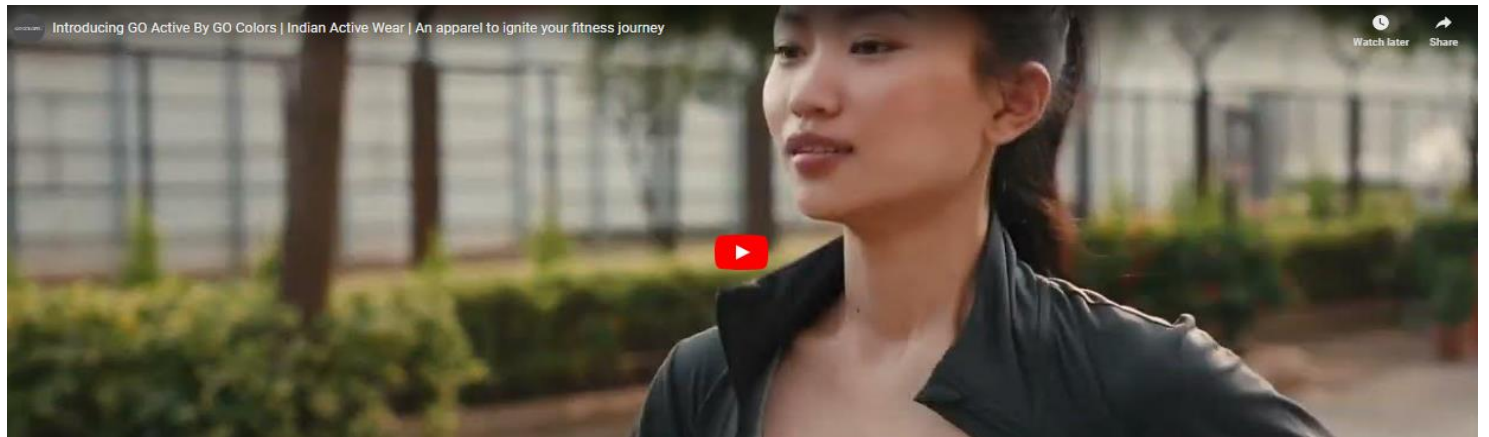 Introducing GO Active By GO Colors | Indian Active Wear | An apparel to ignite your fitness journey
Watch later
Share